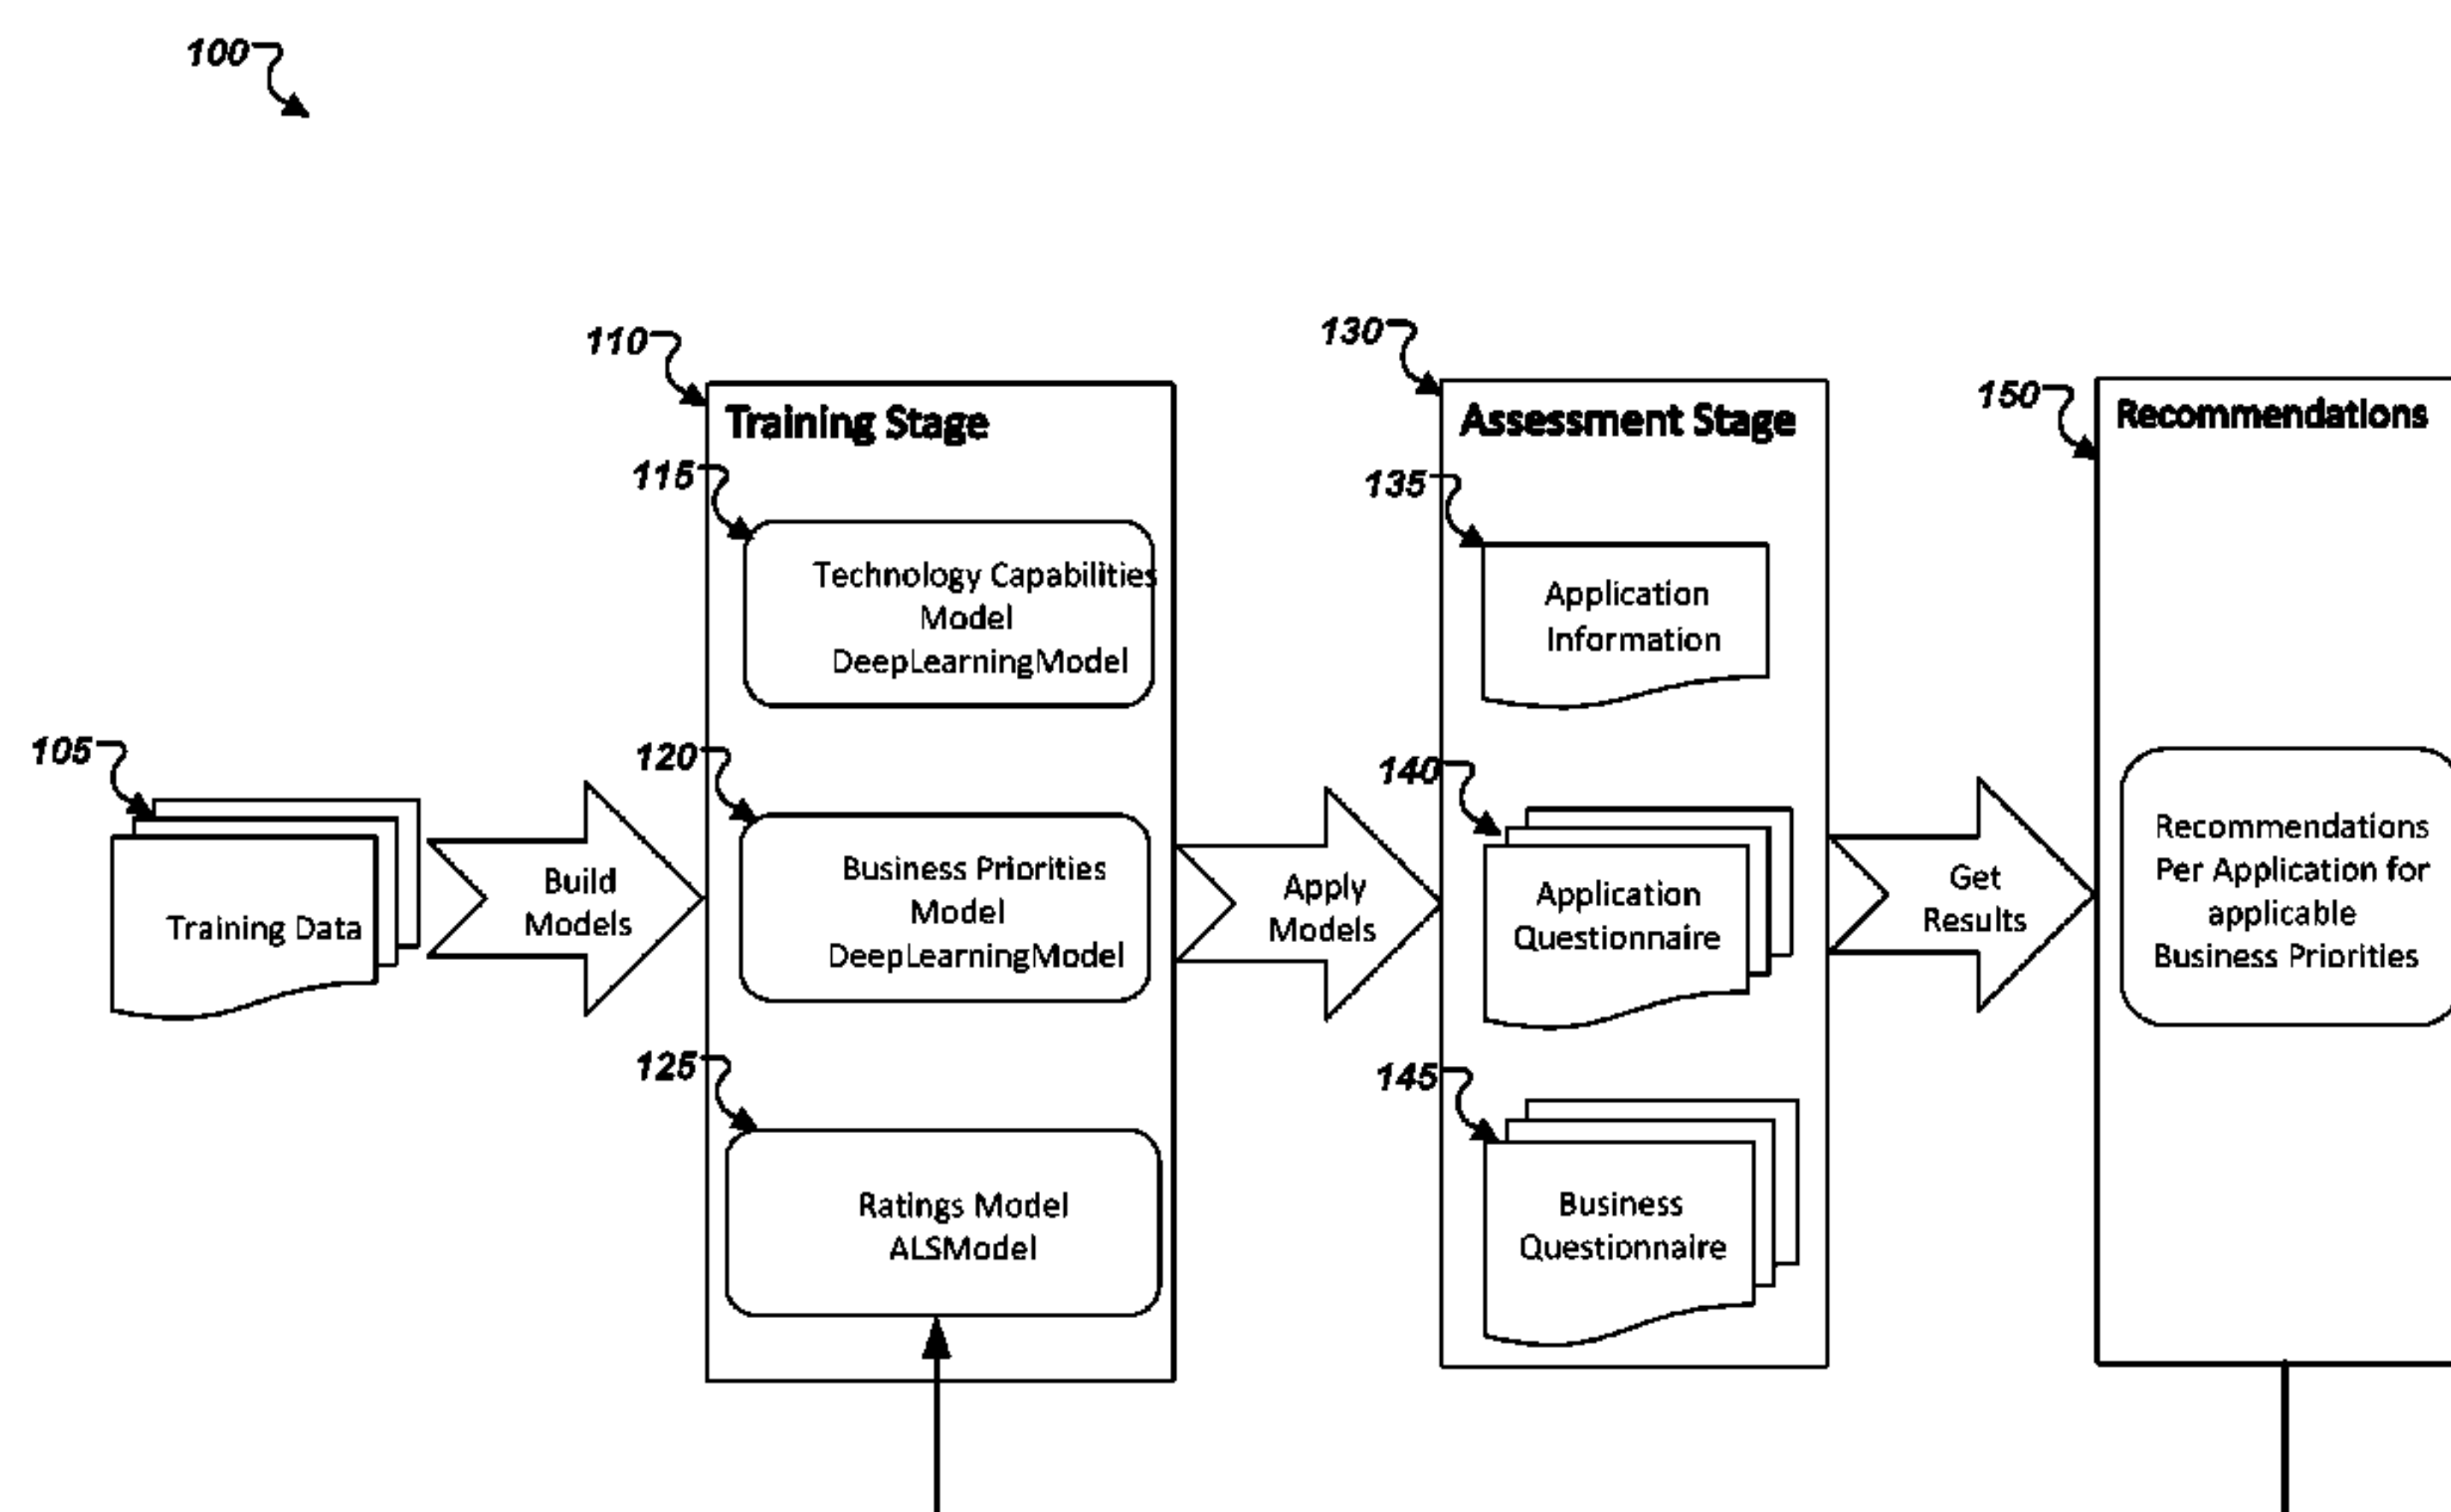 100
110
Training Stage
115
Technology Capabilities
Model
DeepLearningModel
105
Training Data
Build
Models
120
Business Priorities
Model
DeepLearningModel
125
Ratings Model
ALSModel
Apply
Models
130
Assessment Stage
135
Application
Information
140
Application
Questionnaire
145
Business
Questionnaire
Get
Results
150
Recommendations
Recommendations
Per Application for
applicable
Business Priorities